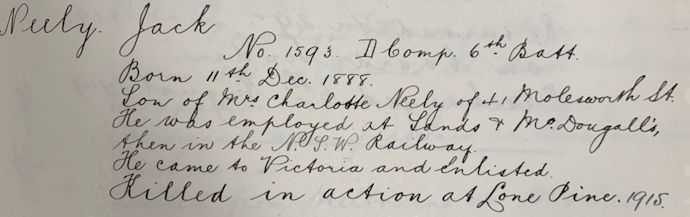 Neely. Jack
No. 1593. D Comp. 6th Batt.
Born 11th Dec. 1888.
Son of Mrs Charlotte Neely of 41 Molesworth St.
He was employed at Sands & McDougall's,
then in the N.S.W. Railway.
He came to Victoria and enlisted.
Killed in action at Lone Pine. 1915.